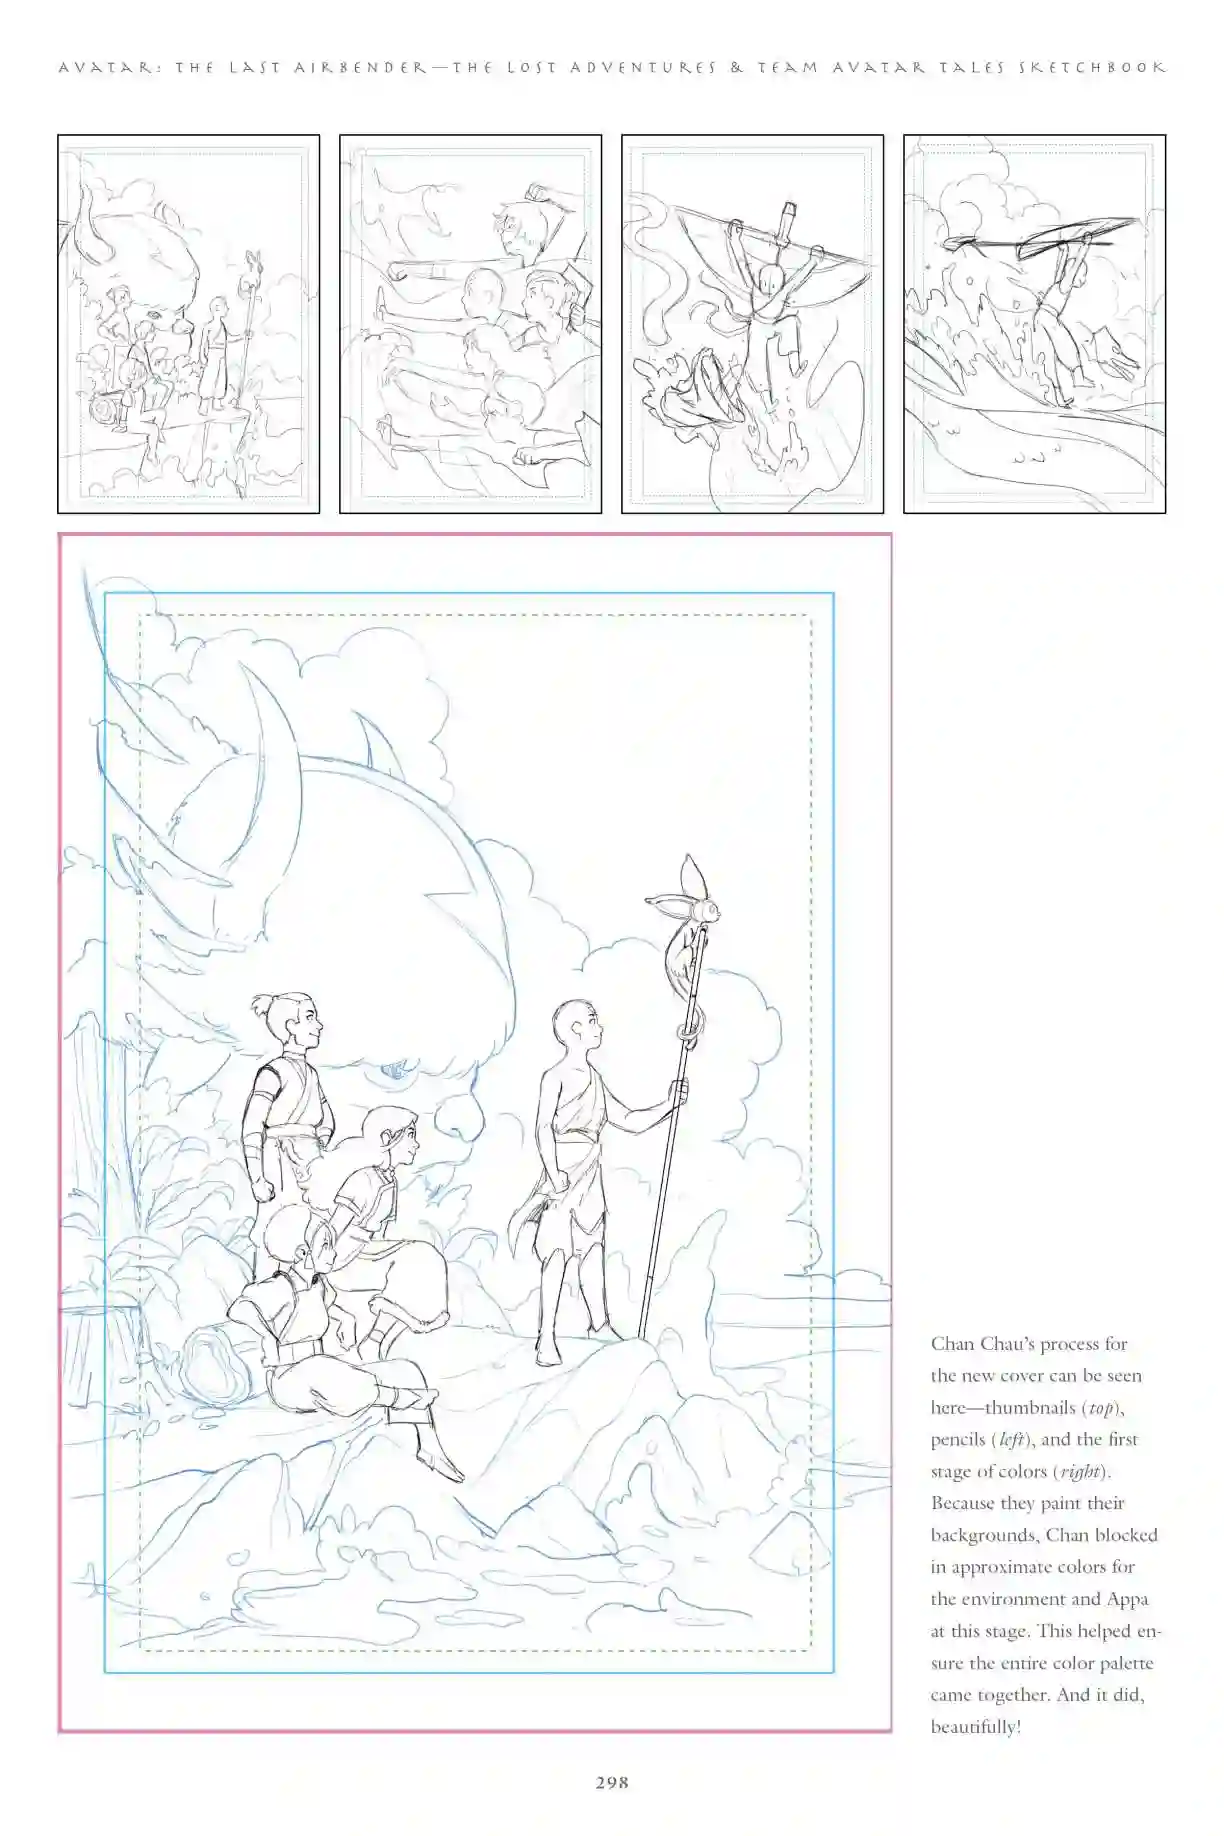 AVATAR: THE LAST AIRBENDER—THE LOST ADVENTURES & TEAM AVATAR TALES SKETCHBOOK
Chan Chau's process for
the new cover can be seen
here—thumbnails (top),
pencils (left), and the first
stage of colors (right).
Because they paint their
backgrounds, Chan blocked
in approximate colors for
the environment and Appa
at this stage. This helped en-
sure the entire color palette
came together. And it did,
beautifully!
298